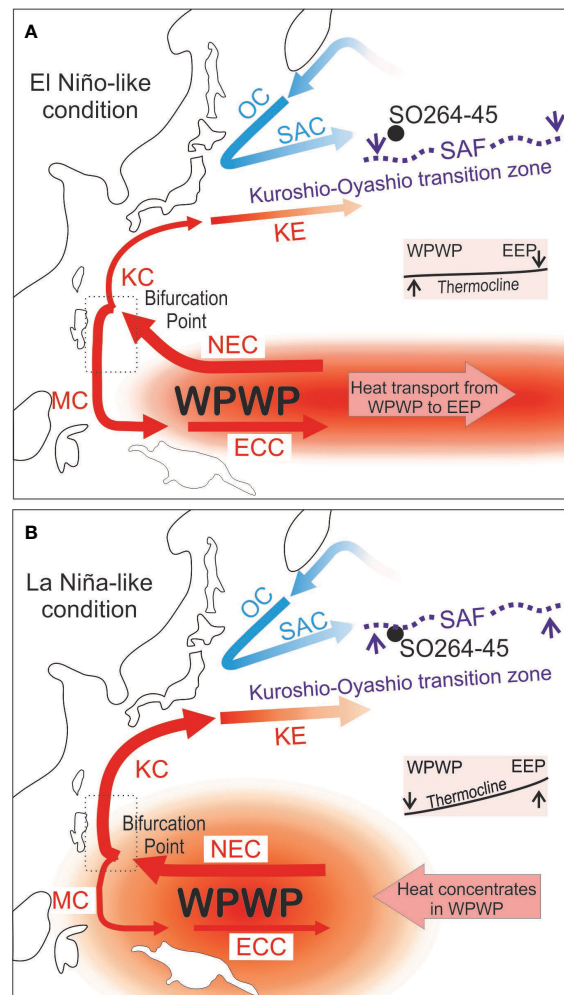 A
El Niño-like
condition
OC
SAC
SO264-45
SAF
Kuroshio-Oyashio transition zone
KE
WPWP EEP
Thermocline
KC
Bifurcation
Point
NEC
MC
WPWP
Heat transport from
WPWP to EEP
ECC
B
La Niña-like
condition
OC
SAC
SAF
SO264-45
Kuroshio-Oyashio transition zone
KE
KC
WPWP EEP
Thermocline
Bifurcation
Point
NEC
MC
WPWP
Heat concentrates
in WPWP
ECC